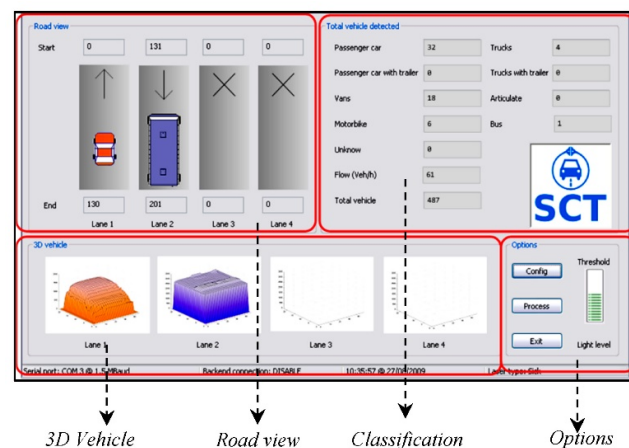 Road view
Start 0 131 0 0
End 130 201 0 0
Lane 1 Lane 2 Lane 3 Lane 4
Total vehicle detected
Passenger car 32 Trucks 4
Passenger car with trailer 0 Trucks with trailer 0
Vans 18 Articulate 0
Motorbike 6 Bus 1
Unknow 0
Flow (Veh/h) 61
Total vehicle 487
SCT
3D vehicle
Lane 1 Lane 2 Lane 3 Lane 4
Options
Config Threshold
Process
Exit Light level
Serial port: COM 3 @ 1.5 MBaud Backend connection: DISABLE 10:35:57 @ 27/ /2009 Laser type: Sick
3D Vehicle Road view Classification Options